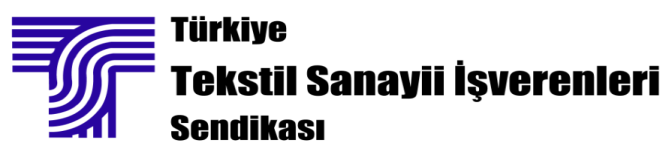 Türkiye
Tekstil Sanayii İşverenleri
Sendikası